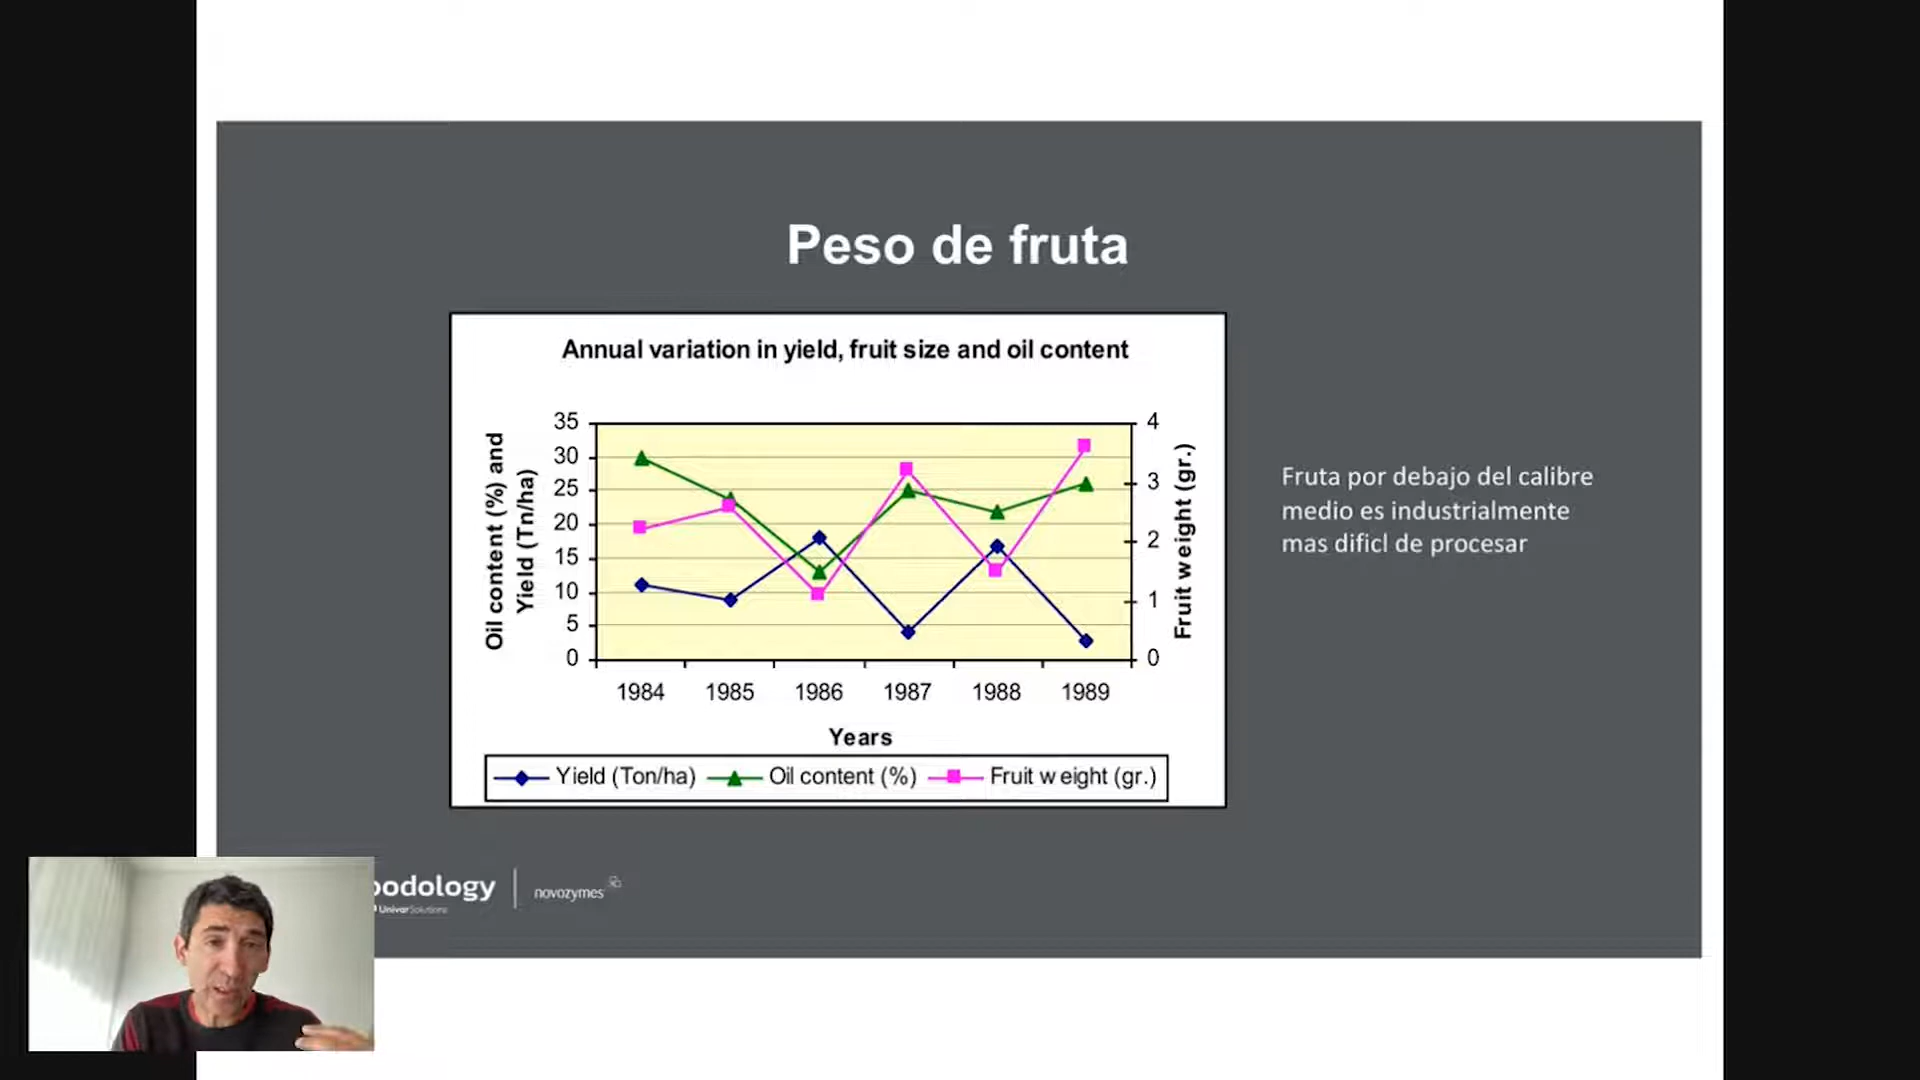 Peso de fruta
Annual variation in yield, fruit size and oil content
Oil content (%) and
Yield (Tn/ha)
35
30
25
20
15
10
5
0
4
3
2
1
0
Fruit weight (gr.)
1984 1985 1986 1987 1988 1989
Years
Yield (Ton/ha) Oil content (%) Fruit weight (gr.)
Fruta por debajo del calibre
medio es industrialmente
mas dificl de procesar
oodology
UnivarSolutions
novozymes